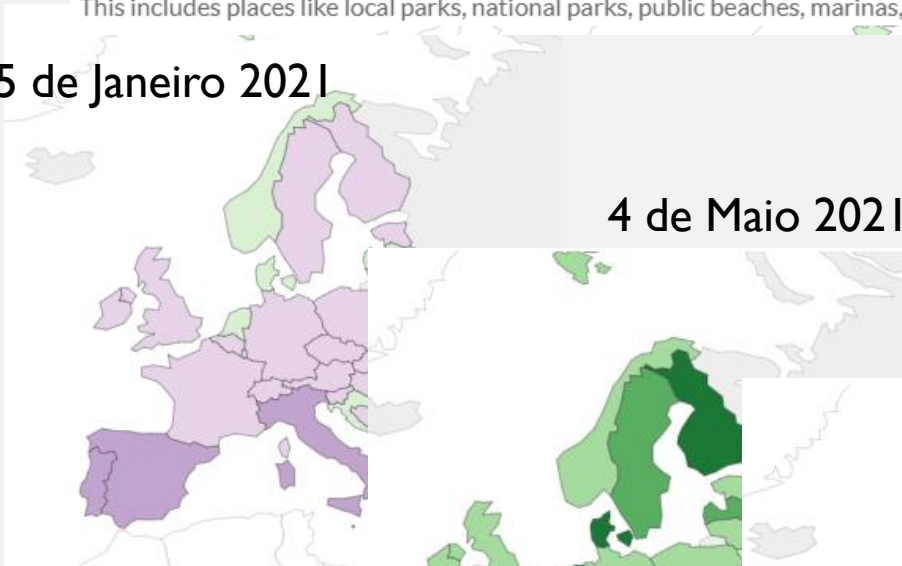 This includes places like local parks, national parks, public beaches, marinas,
5 de Janeiro 2021
4 de Maio 2021